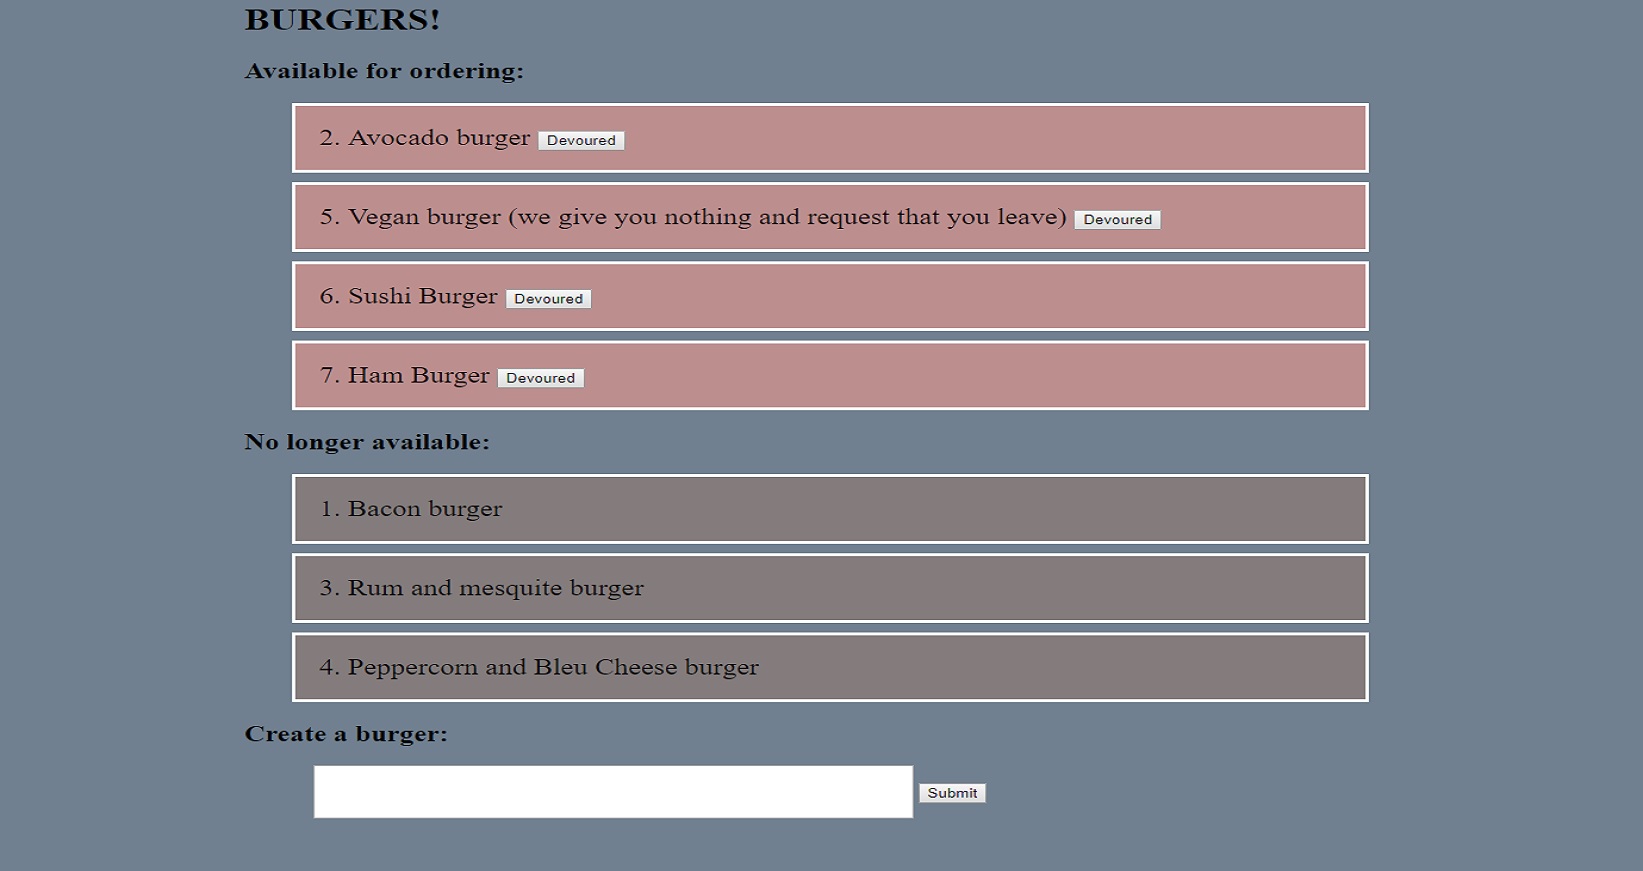 BURGERS!
Available for ordering:
2. Avocado burger Devoured
5. Vegan burger (we give you nothing and request that you leave) Devoured
6. Sushi Burger Devoured
7. Ham Burger Devoured
No longer available:
1. Bacon burger
3. Rum and mesquite burger
4. Peppercorn and Bleu Cheese burger
Create a burger:
Submit